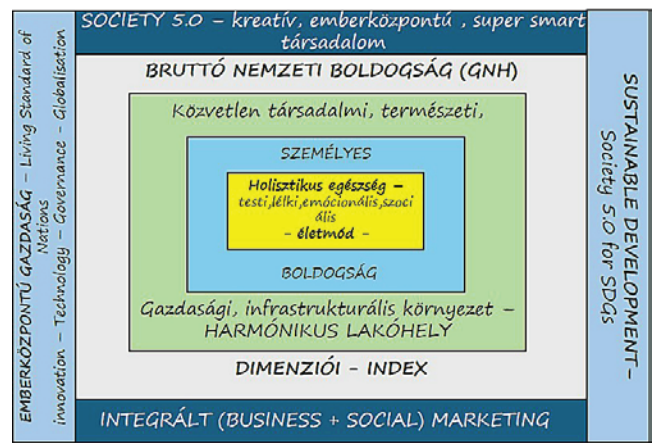 SOCIETY 5.0 – kreatív, emberközpontú , super smart
társadalom
EMBERKÖZPONTÚ GAZDASÁG – Living Standard of
Nations
innovation – Technology – Governance - Globalisation
BRUTTÓ NEMZETI BOLDOGSÁG (GNH)
Közvetlen társadalmi, természeti,
SZEMÉLYES
Holisztikus egészség –
testi,lélki,emócionális,szoci
ális
- életmód -
BOLDOGSÁG
Gazdasági, infrastrukturális környezet –
HARMÓNIKUS LAKÓHELY
DIMENZIÓI - INDEX
SUSTAINABLE DEVELOPMENT–
Society 5.0 for SDGs
INTEGRÁLT (BUSINESS + SOCIAL) MARKETING